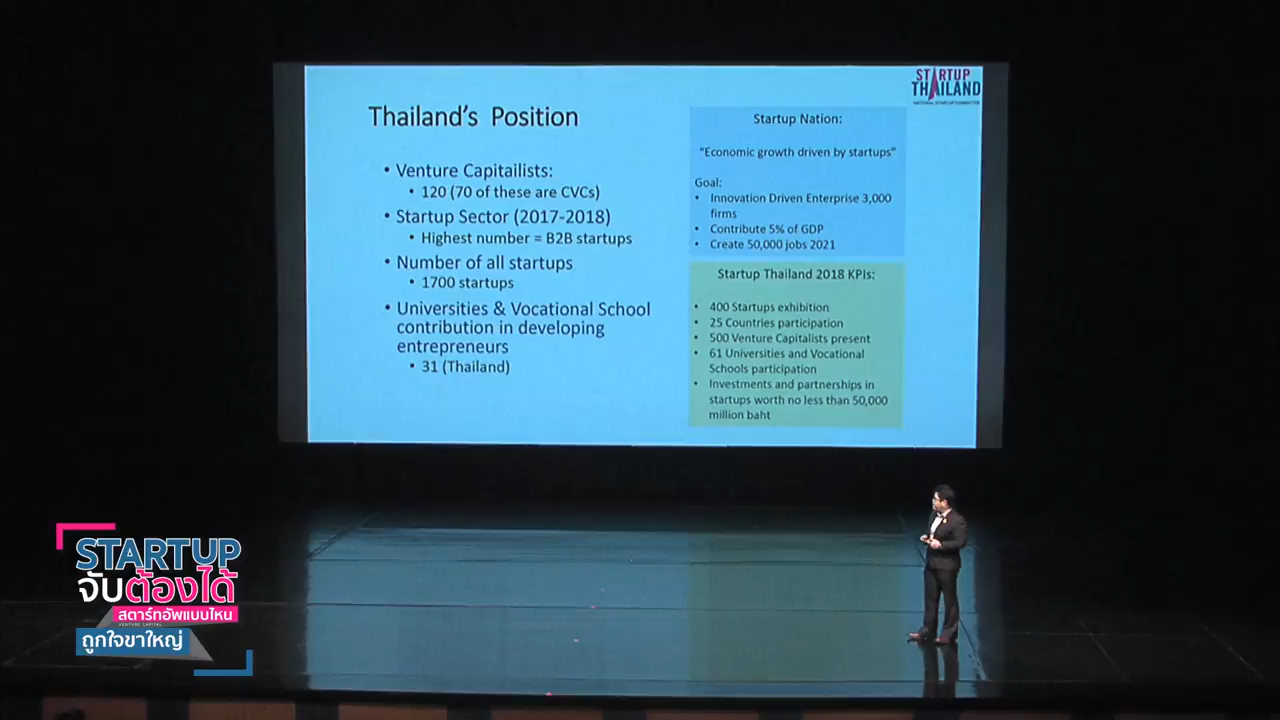 STARTUP
THAILAND
Thailand's Position
• Venture Capitailists:
• 120 (70 of these are CVCs)
• Startup Sector (2017-2018)
• Highest number = B2B startups
• Number of all startups
• 1700 startups
• Universities & Vocational School
contribution in developing
entrepreneurs
• 31 (Thailand)
Startup Nation:
"Economic growth driven by startups"
Goal:
• Innovation Driven Enterprise 3,000
firms
• Contribute 5% of GDP
• Create 50,000 jobs 2021
Startup Thailand 2018 KPIs:
• 400 Startups exhibition
• 25 Countries participation
• 500 Venture Capitalists present
• 61 Universities and Vocational
Schools participation
• Investments and partnerships in
startups worth no less than 50,000
million baht
STARTUP
จับต้องได้
สตาร์ทอัพแบบไหน
VENTURE CAPITAL
ถูกใจขาใหญ่